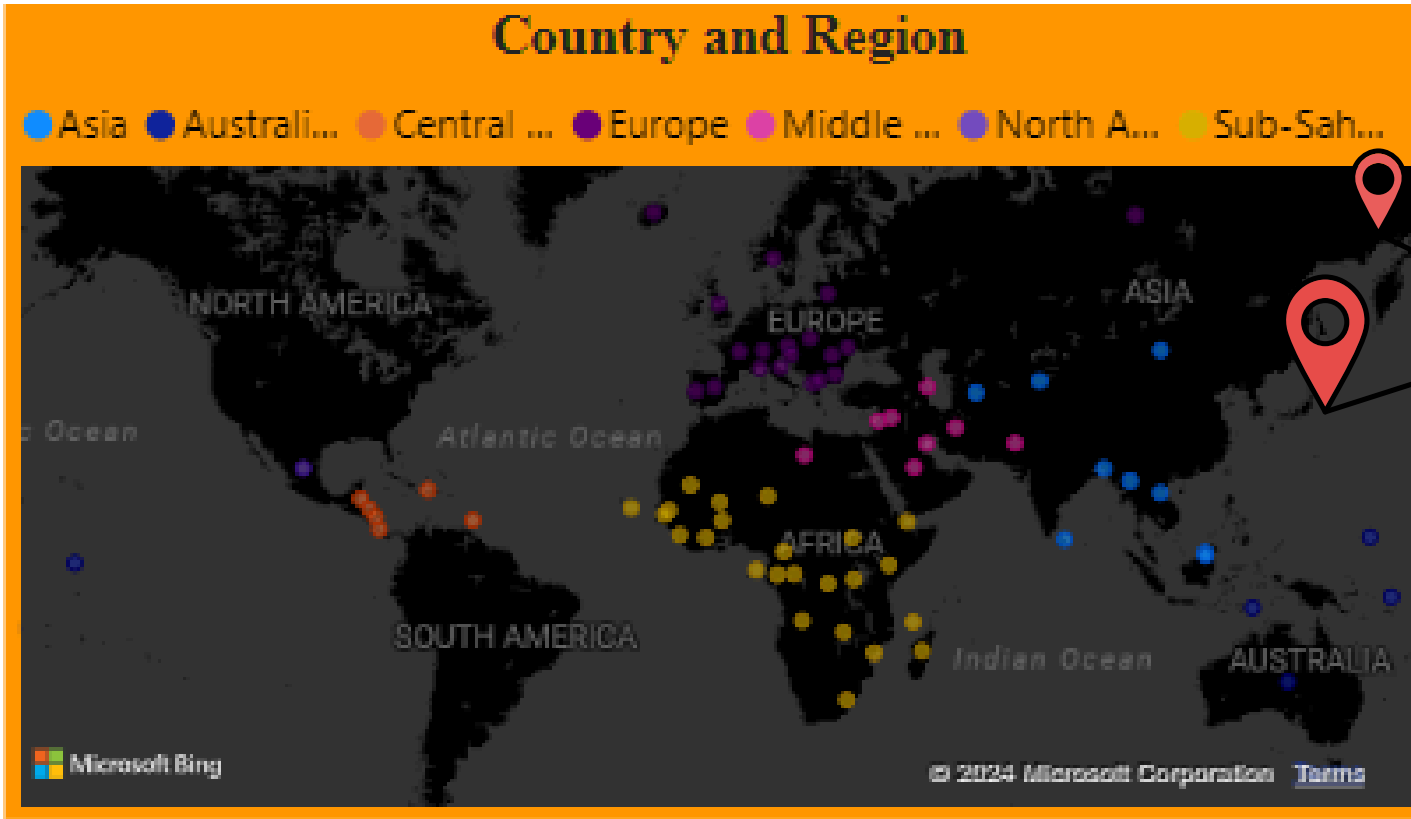 Country and Region
Asia Australi... Central ... Europe Middle ... North A... Sub-Sah...
NORTH AMERICA
ASIA
EUROPE
c Ocean
Atlantic Ocean
AFRICA
SOUTH AMERICA
Indian Ocean
AUSTRALIA
Microsoft Bing
© 2024 Microsoft Corporation Terms